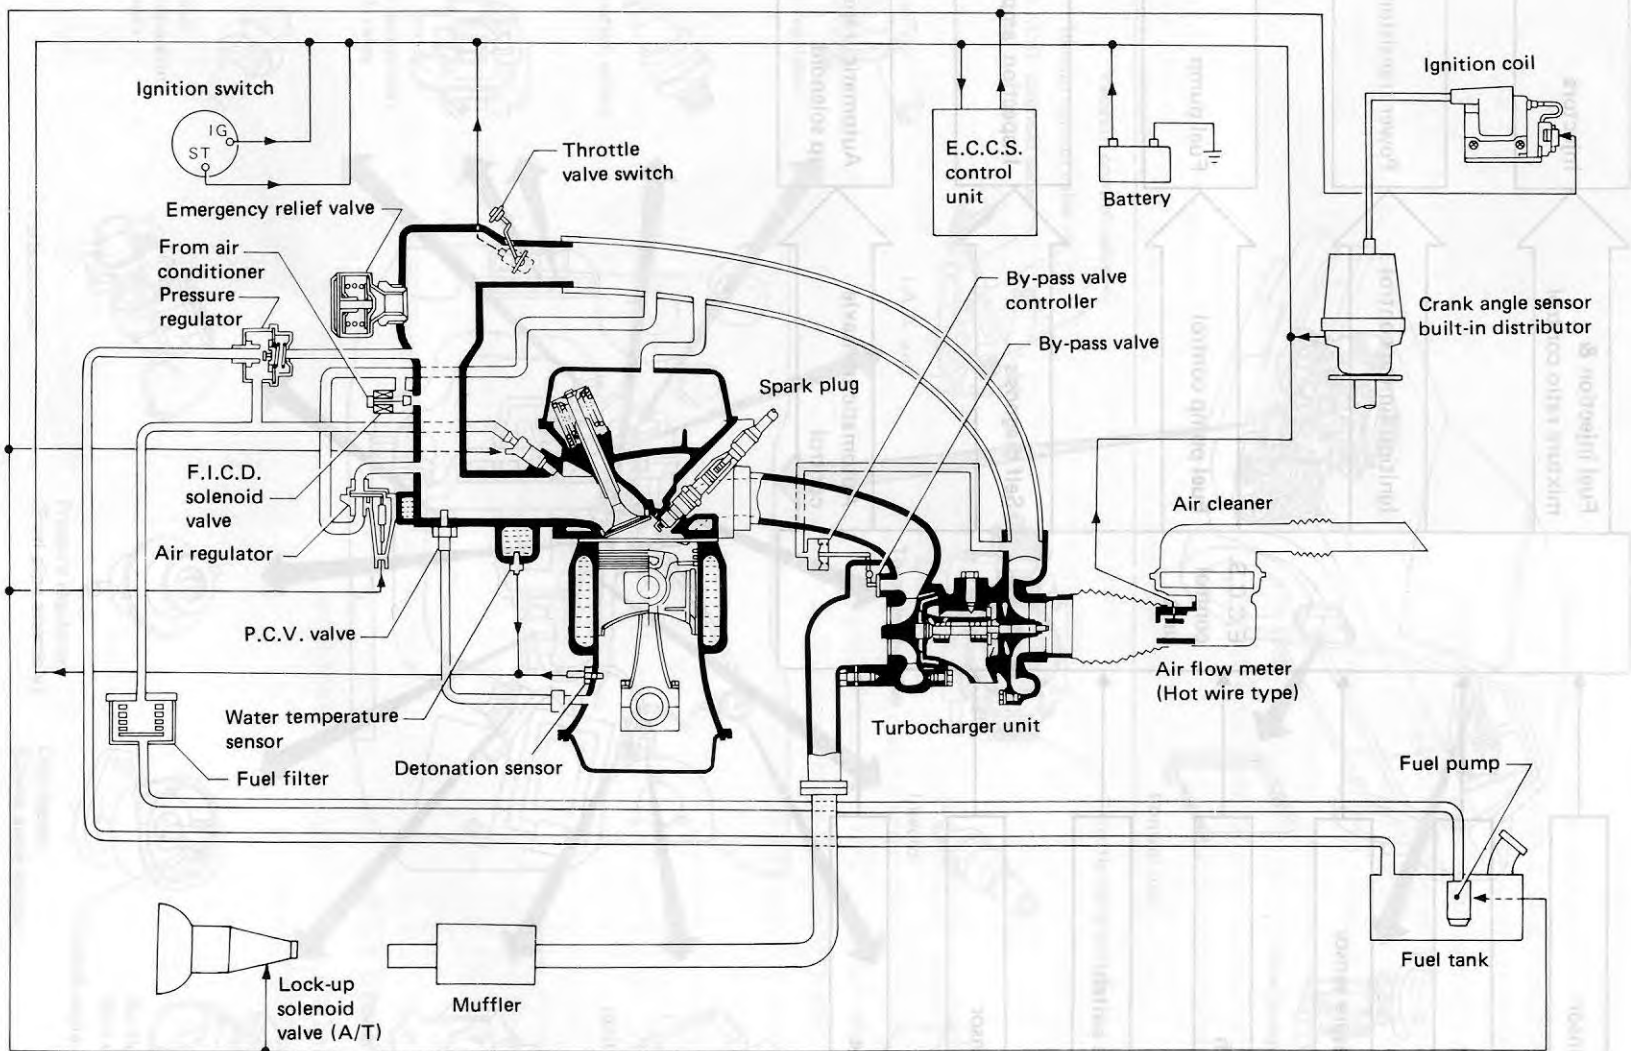 Ignition switch
IG
ST
Emergency relief valve
From air
conditioner
Pressure
regulator
Throttle
valve switch
E.C.C.S.
control
unit
Battery
Ignition coil
By-pass valve
controller
By-pass valve
Crank angle sensor
built-in distributor
Spark plug
F.I.C.D.
solenoid
valve
Air regulator
P.C.V. valve
Water temperature
sensor
Fuel filter
Detonation sensor
Air cleaner
Air flow meter
(Hot wire type)
Turbocharger unit
Fuel pump
Fuel tank
Lock-up
solenoid
valve (A/T)
Muffler